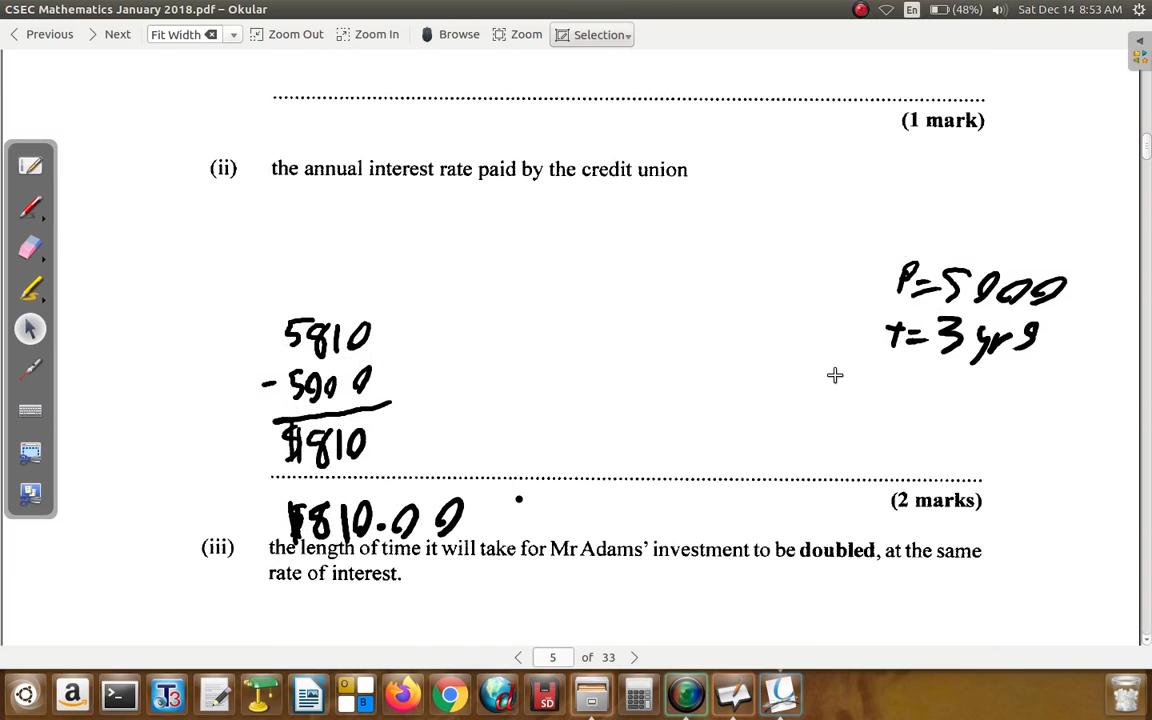 CSEC Mathematics January 2018.pdf - Okular
En (48%) Sat Dec 14 8:53 AM
Previous Next Fit Width Zoom Out Zoom In Browse Zoom Selection
(1 mark)
(ii) the annual interest rate paid by the credit union
P=5000
T=3 yrs
5810
- 5000
$810
(2 marks)
$810.00
(iii) the length of time it will take for Mr Adams' investment to be doubled, at the same
rate of interest.
5 of 33
a T3 SD